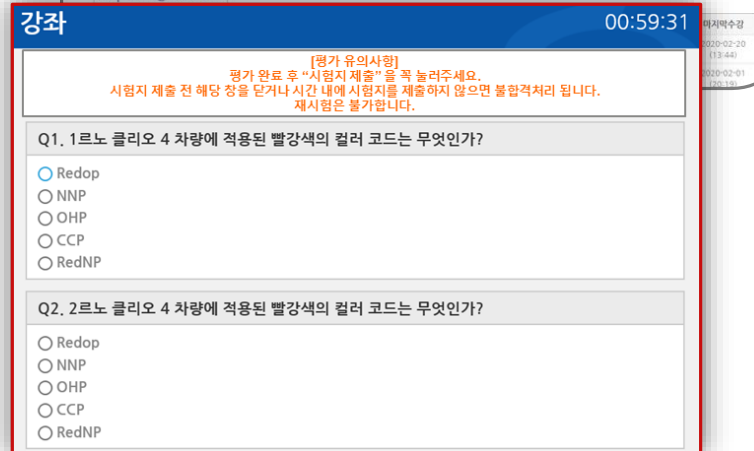 강좌
00:59:31
마지막수강
2020-02-20
(13:44)
2020-02-01
(20:19)
[평가 유의사항]
평가 완료 후 “시험지 제출” 을 꼭 눌러주세요.
시험지 제출 전 해당 창을 닫거나 시간 내에 시험지를 제출하지 않으면 불합격처리 됩니다.
재시험은 불가합니다.
Q1. 1르노 클리오 4 차량에 적용된 빨강색의 컬러 코드는 무엇인가?
Redop
NNP
OHP
CCP
RedNP
Q2. 2르노 클리오 4 차량에 적용된 빨강색의 컬러 코드는 무엇인가?
Redop
NNP
OHP
CCP
RedNP